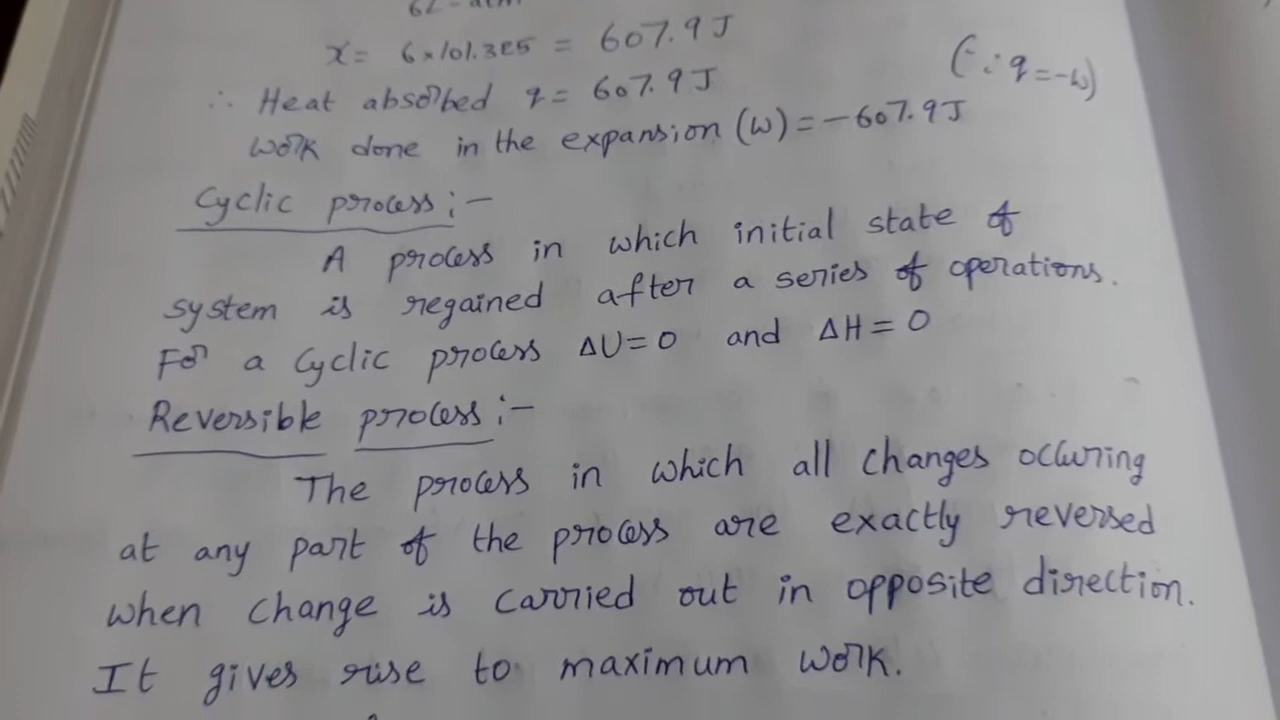 x = 6 × 101.325 = 607.9 J
∴ Heat absorbed q = 607.9 J (∵ q = -w)
Work done in the expansion (w) = -607.9 J
Cyclic process :-
A process in which initial state of
system is regained after a series of operations.
For a cyclic process ΔU = 0 and ΔH = 0
Reversible process :-
The process in which all changes occuring
at any part of the process are exactly reversed
when change is carried out in opposite direction.
It gives rise to maximum work.